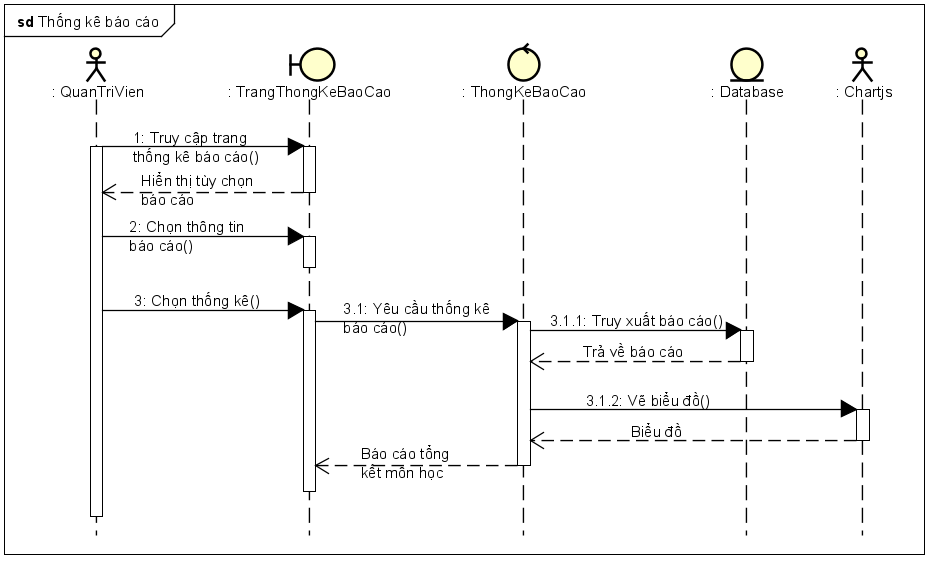 sd Thống kê báo cáo
: QuanTriVien
: TrangThongKeBaoCao
: ThongKeBaoCao
: Database
: Chartjs
1: Truy cập trang
thống kê báo cáo()
Hiển thị tùy chọn
báo cáo
2: Chọn thông tin
báo cáo()
3: Chọn thống kê()
3.1: Yêu cầu thống kê
báo cáo()
3.1.1: Truy xuất báo cáo()
Trả về báo cáo
3.1.2: Vẽ biểu đồ()
Biểu đồ
Báo cáo tổng
kết môn học